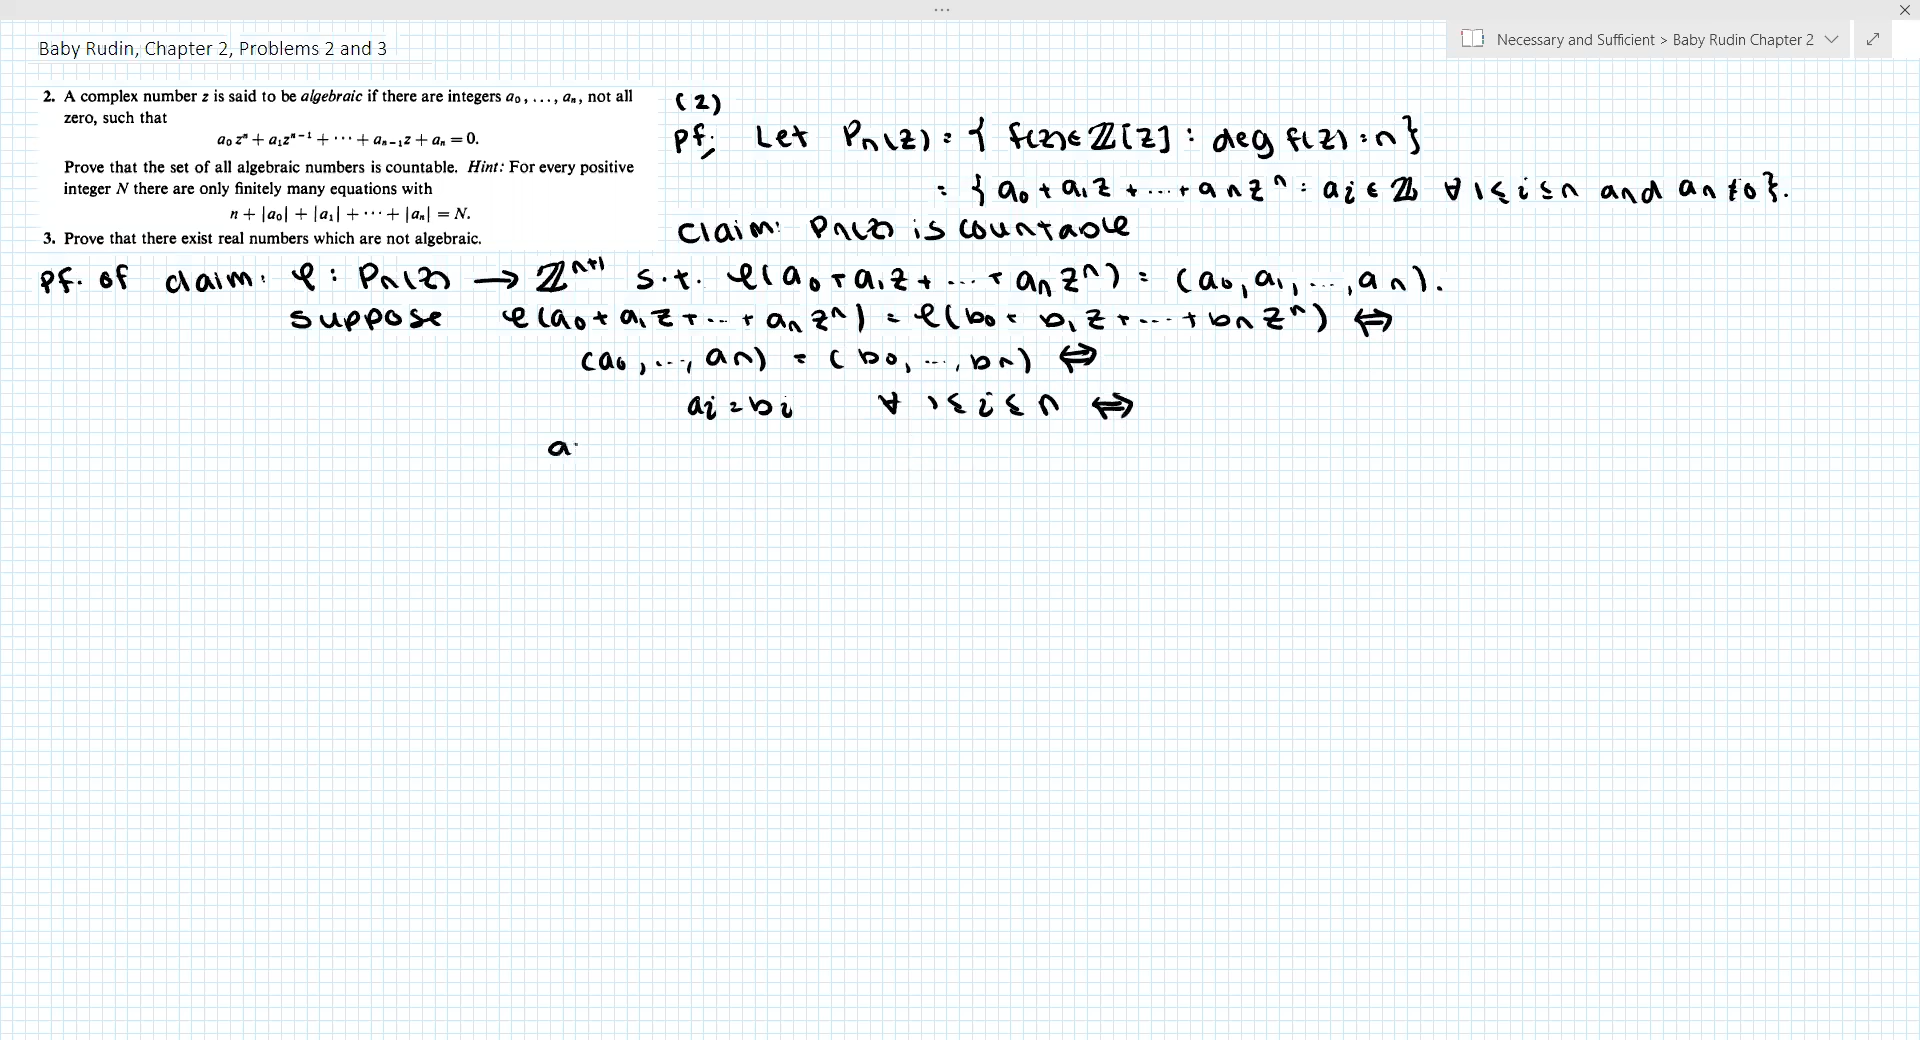 Baby Rudin, Chapter 2, Problems 2 and 3
Necessary and Sufficient > Baby Rudin Chapter 2
2. A complex number z is said to be algebraic if there are integers a₀, ..., aₙ, not all
zero, such that
a₀zⁿ + a₁zⁿ⁻¹ + ··· + aₙ₋₁z + aₙ = 0.
Prove that the set of all algebraic numbers is countable. Hint: For every positive
integer N there are only finitely many equations with
n + |a₀| + |a₁| + ··· + |aₙ| = N.
3. Prove that there exist real numbers which are not algebraic.
(2)
pf: Let Pₙ(z) = { f(z) ∈ ℤ[z] : deg f(z) = n }
= { a₀ + a₁z + ... + aₙzⁿ : aᵢ ∈ ℤ ∀ 1 ≤ i ≤ n and aₙ ≠ 0 }.
Claim: Pₙ(z) is countable
pf. of claim: φ : Pₙ(z) → ℤⁿ⁺¹ s.t. φ(a₀ + a₁z + ... + aₙzⁿ) = (a₀, a₁, ..., aₙ).
suppose φ(a₀ + a₁z + ... + aₙzⁿ) = φ(b₀ + b₁z + ... + bₙzⁿ) ⇔
(a₀, ..., aₙ) = (b₀, ..., bₙ) ⇔
aᵢ = bᵢ ∀ 1 ≤ i ≤ n ⇔
a